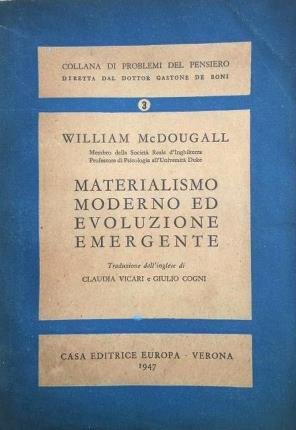 COLLANA DI PROBLEMI DEL PENSIERO
DIRETTA DAL DOTTOR GASTONE DE BONI
3
WILLIAM McDOUGALL
Membro della Società Reale d'Inghilterra
Professore di Psicologia all'Università Duke
MATERIALISMO
MODERNO ED
EVOLUZIONE
EMERGENTE
Traduzione dell'inglese di
CLAUDIA VICARI e GIULIO COGNI
CASA EDITRICE EUROPA - VERONA
1947